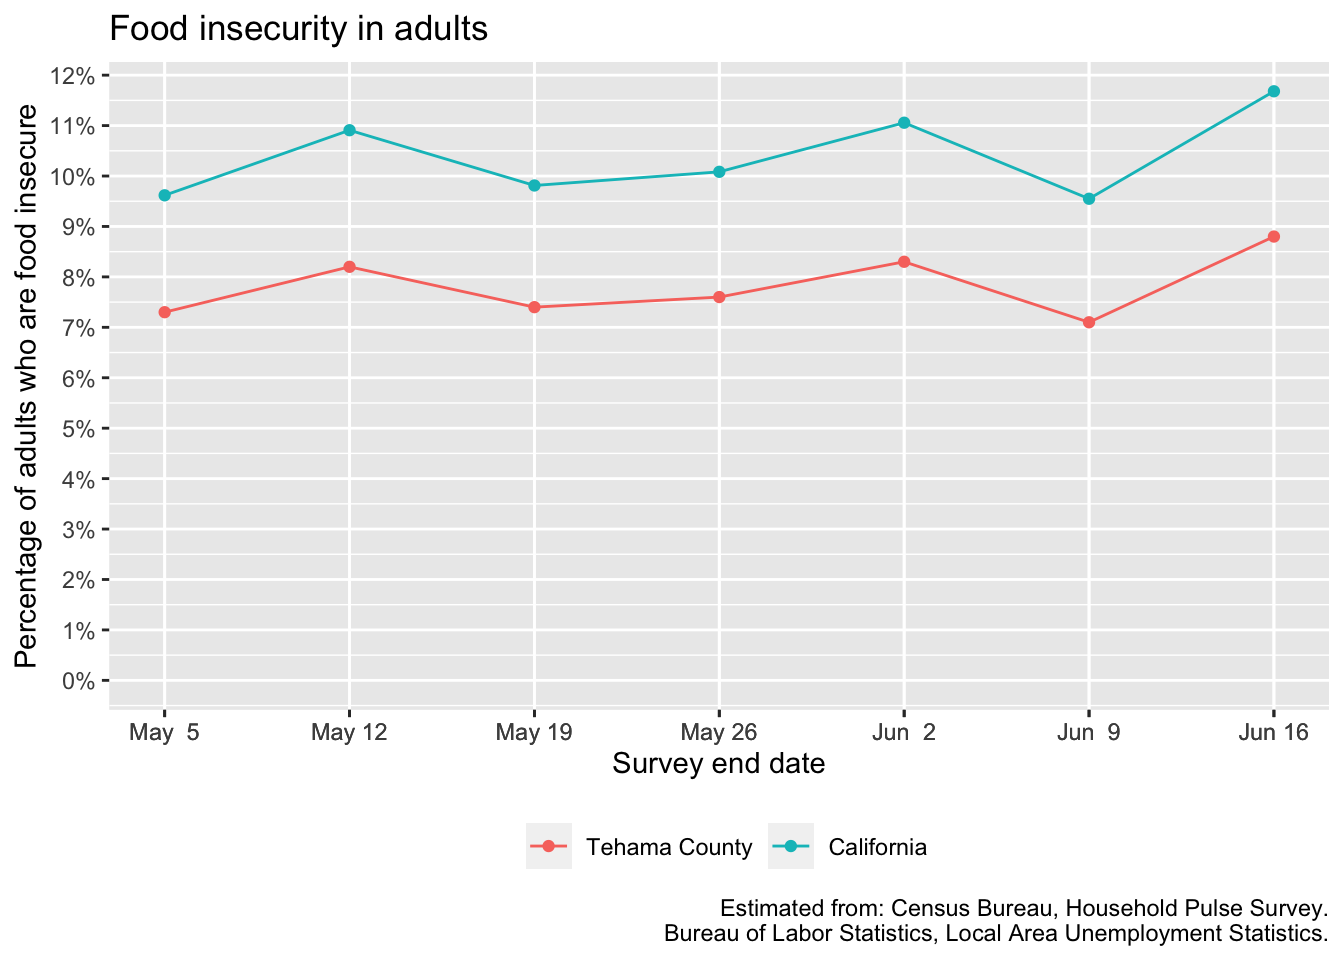 Food insecurity in adults
Percentage of adults who are food insecure
12%
11%
10%
9%
8%
7%
6%
5%
4%
3%
2%
1%
0%
May  5
May 12
May 19
May 26
Jun  2
Jun  9
Jun 16
Survey end date
Tehama County
California
Estimated from: Census Bureau, Household Pulse Survey.
Bureau of Labor Statistics, Local Area Unemployment Statistics.